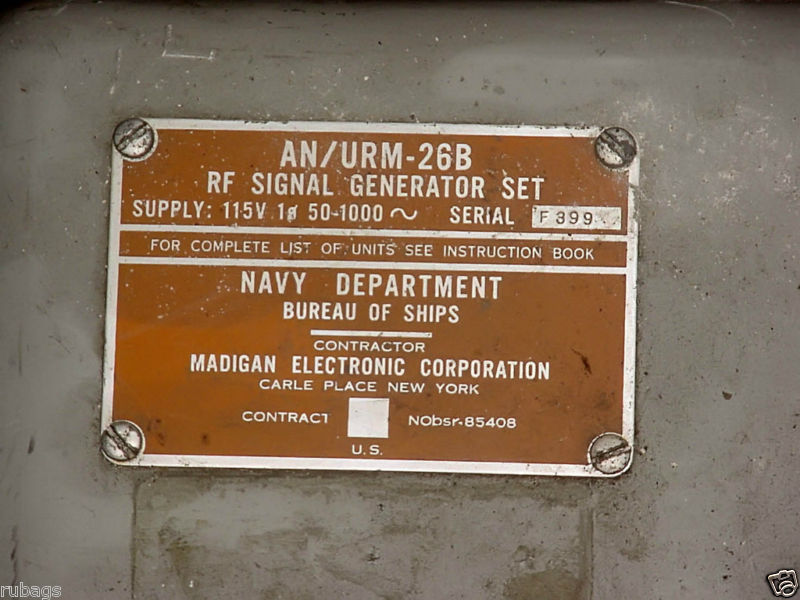 AN/URM-26B
RF SIGNAL GENERATOR SET
SUPPLY: 115V 1ø 50-1000 ~ SERIAL F399
FOR COMPLETE LIST OF UNITS SEE INSTRUCTION BOOK
NAVY DEPARTMENT
BUREAU OF SHIPS
CONTRACTOR
MADIGAN ELECTRONIC CORPORATION
CARLE PLACE NEW YORK
CONTRACT NObsr-85408
U.S.
rubags